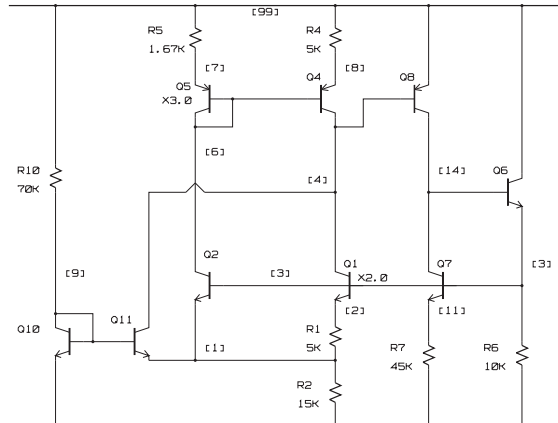 [99]
R5
1.67K
R4
5K
[7]
[8]
Q5
X3.0
Q4
Q8
R10
70K
[6]
[4]
[14]
Q6
[9]
Q2
[3]
Q1
X2.0
Q7
[3]
[2]
[11]
Q10
Q11
R1
5K
[1]
R7
45K
R6
10K
R2
15K